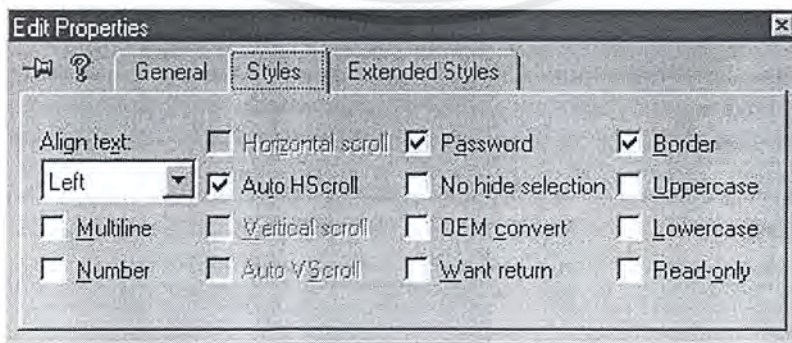 Edit Properties
General Styles Extended Styles
Align text: Horizontal scroll Password Border
Left Auto HScroll No hide selection Uppercase
Multiline Vertical scroll OEM convert Lowercase
Number Auto VScroll Want return Read-only